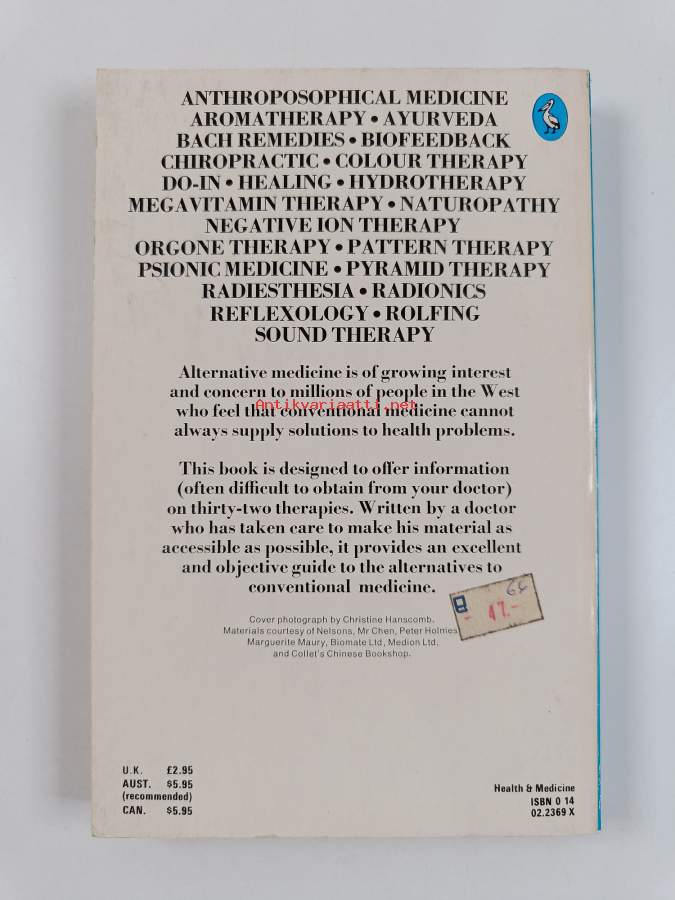 ANTHROPOSOPHICAL MEDICINE
AROMATHERAPY • AYURVEDA
BACH REMEDIES • BIOFEEDBACK
CHIROPRACTIC • COLOUR THERAPY
DO-IN • HEALING • HYDROTHERAPY
MEGAVITAMIN THERAPY • NATUROPATHY
NEGATIVE ION THERAPY
ORGONE THERAPY • PATTERN THERAPY
PSIONIC MEDICINE • PYRAMID THERAPY
RADIESTHESIA • RADIONICS
REFLEXOLOGY • ROLFING
SOUND THERAPY
Alternative medicine is of growing interest
and concern to millions of people in the West
Antikvariaatti.net
who feel that conventional medicine cannot
always supply solutions to health problems.
This book is designed to offer information
(often difficult to obtain from your doctor)
on thirty-two therapies. Written by a doctor
who has taken care to make his material as
accessible as possible, it provides an excellent
and objective guide to the alternatives to
conventional medicine.
Cover photograph by Christine Hanscomb.
Materials courtesy of Nelsons, Mr Chen, Peter Holmes,
Marguerite Maury, Biomate Ltd, Medion Ltd,
and Collet's Chinese Bookshop.
- 47.-
U.K. £2.95
AUST. $5.95
(recommended)
CAN. $5.95
Health & Medicine
ISBN 0 14
02.2369 X